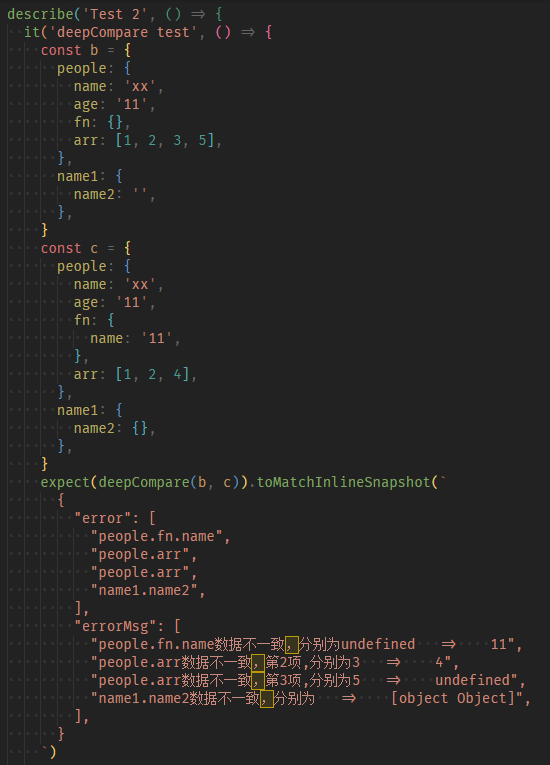 describe('Test 2', () => {
  it('deepCompare test', () => {
    const b = {
      people: {
        name: 'xx',
        age: '11',
        fn: {},
        arr: [1, 2, 3, 5],
      },
      name1: {
        name2: '',
      },
    }
    const c = {
      people: {
        name: 'xx',
        age: '11',
        fn: {
          name: '11',
        },
        arr: [1, 2, 4],
      },
      name1: {
        name2: {},
      },
    }
    expect(deepCompare(b, c)).toMatchInlineSnapshot(`
      {
        "error": [
          "people.fn.name",
          "people.arr",
          "people.arr",
          "name1.name2",
        ],
        "errorMsg": [
          "people.fn.name数据不一致，分别为undefined   =>    11",
          "people.arr数据不一致，第2项,分别为3   =>    4",
          "people.arr数据不一致，第3项,分别为5   =>    undefined",
          "name1.name2数据不一致，分别为   =>    [object Object]",
        ],
      }
    `)